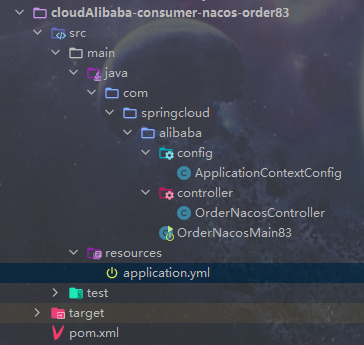 cloudAlibaba-consumer-nacos-order83
src
main
java
com
springcloud
alibaba
config
ApplicationContextConfig
controller
OrderNacosController
OrderNacosMain83
resources
application.yml
test
target
pom.xml